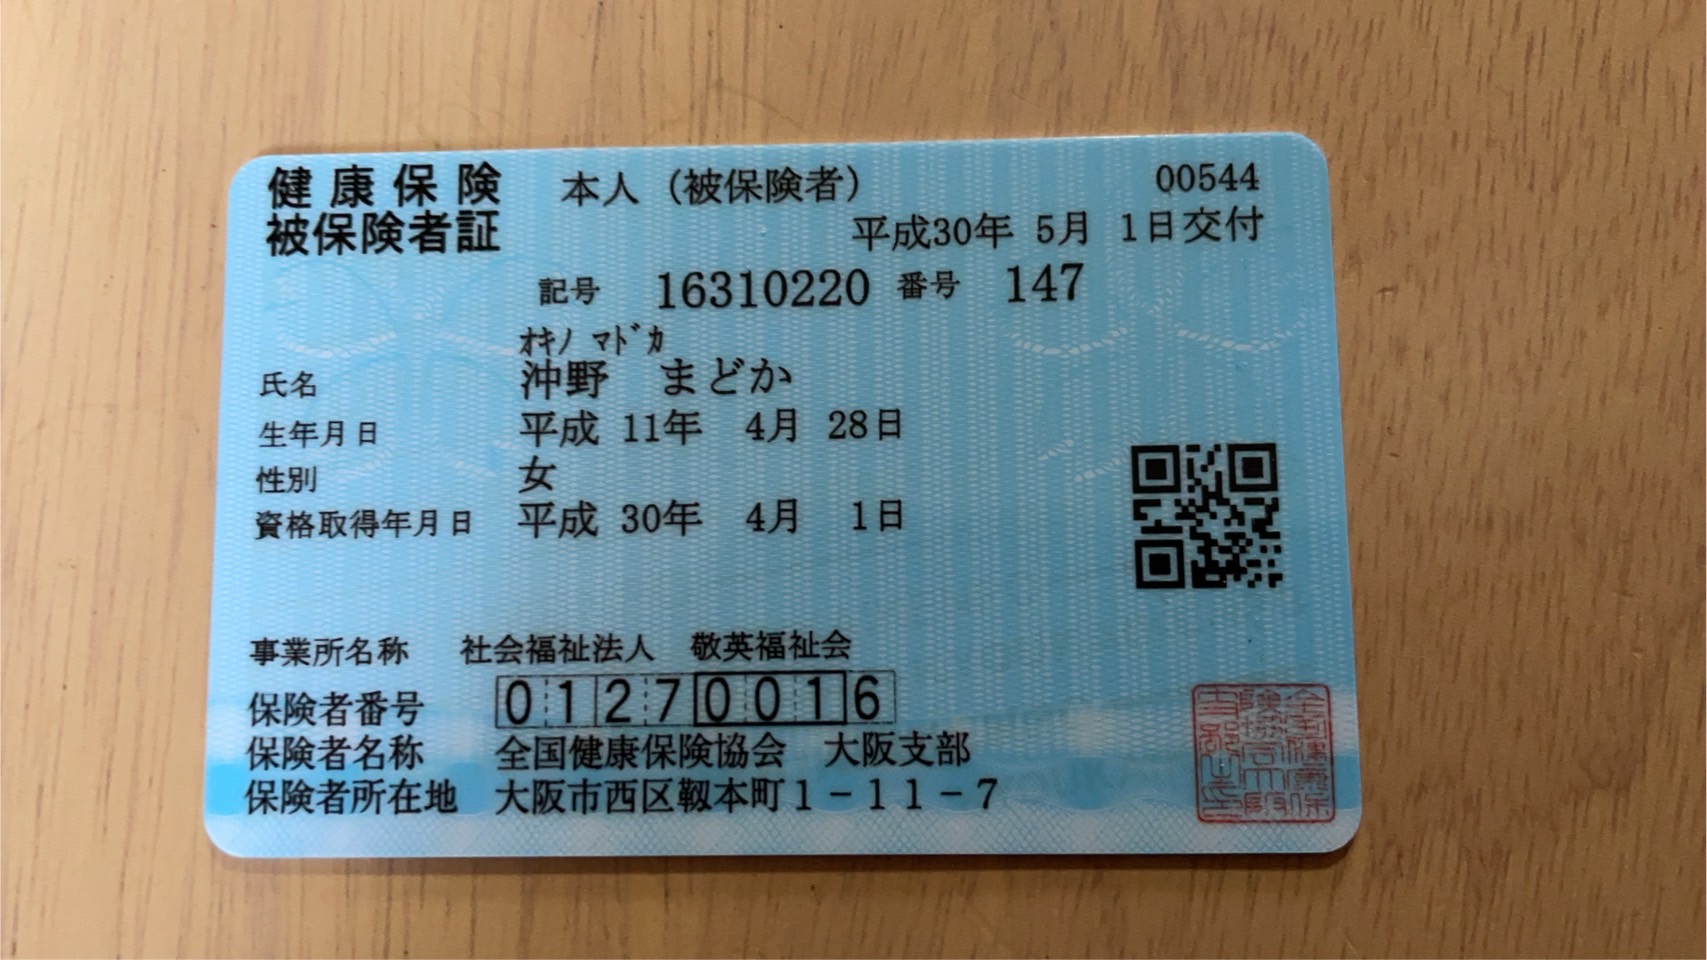 健康保険 本人（被保険者） 00544
被保険者証 平成30年 5月 1日交付
記号 16310220 番号 147
ｵｷﾉ ﾏﾄﾞｶ
氏名 沖野 まどか
生年月日 平成 11年 4月 28日
性別 女
資格取得年月日 平成 30年 4月 1日
事業所名称 社会福祉法人 敬英福祉会
保険者番号 01270016
保険者名称 全国健康保険協会 大阪支部
保険者所在地 大阪市西区靱本町１－１１－７